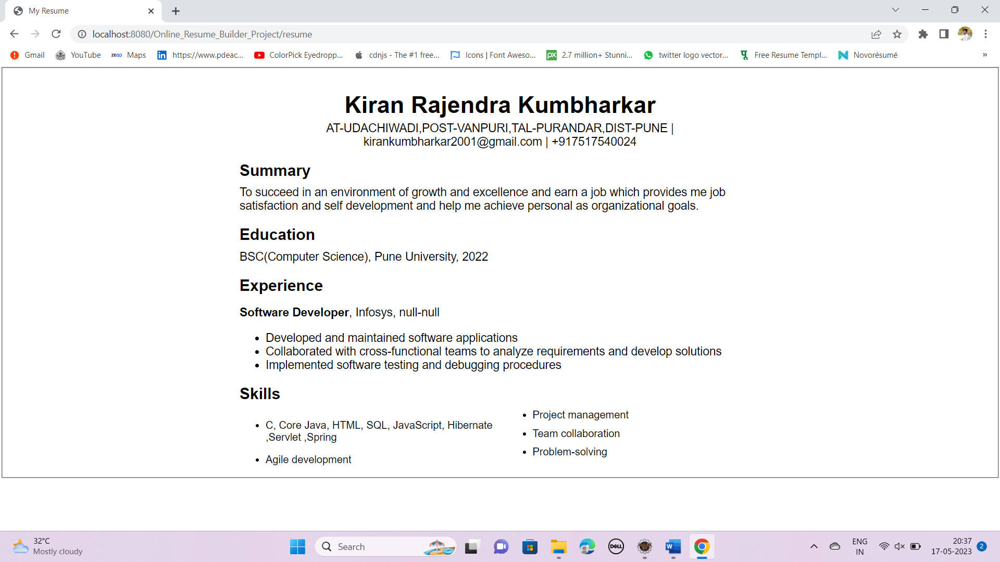 My Resume
localhost:8080/Online_Resume_Builder_Project/resume
Gmail YouTube ZEGO Maps in https://www.pdeac... ColorPick Eyedropp... cdnjs - The #1 free... Icons | Font Aweso... px 2.7 million+ Stunni... twitter logo vector... Free Resume Templ... Novorésumé »
Kiran Rajendra Kumbharkar
AT-UDACHIWADI,POST-VANPURI,TAL-PURANDAR,DIST-PUNE |
kirankumbharkar2001@gmail.com | +917517540024
Summary
To succeed in an environment of growth and excellence and earn a job which provides me job
satisfaction and self development and help me achieve personal as organizational goals.
Education
BSC(Computer Science), Pune University, 2022
Experience
Software Developer, Infosys, null-null
• Developed and maintained software applications
• Collaborated with cross-functional teams to analyze requirements and develop solutions
• Implemented software testing and debugging procedures
Skills
• C, Core Java, HTML, SQL, JavaScript, Hibernate
,Servlet ,Spring
• Agile development
• Project management
• Team collaboration
• Problem-solving
32°C
Mostly cloudy
Search
DELL
W
ENG
IN
20:37
17-05-2023
2